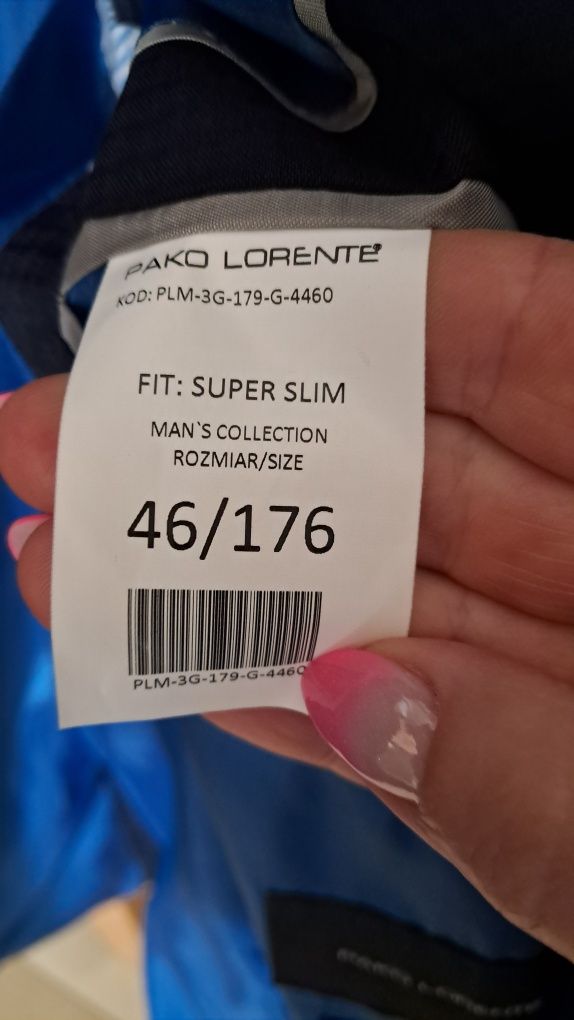 PAKO LORENTE
KOD: PLM-3G-179-G-4460
FIT: SUPER SLIM
MAN`S COLLECTION
ROZMIAR/SIZE
46/176
PLM-3G-179-G-4460